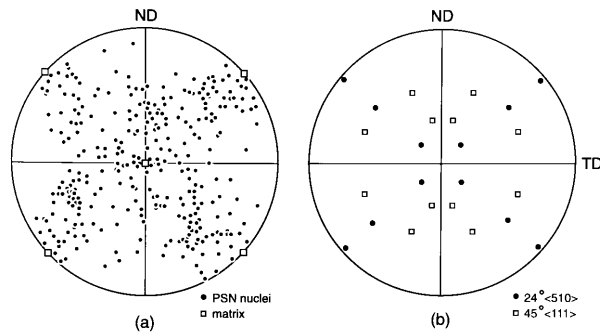 ND
ND
TD
PSN nuclei
matrix
24°<510>
45°<111>
(a)
(b)